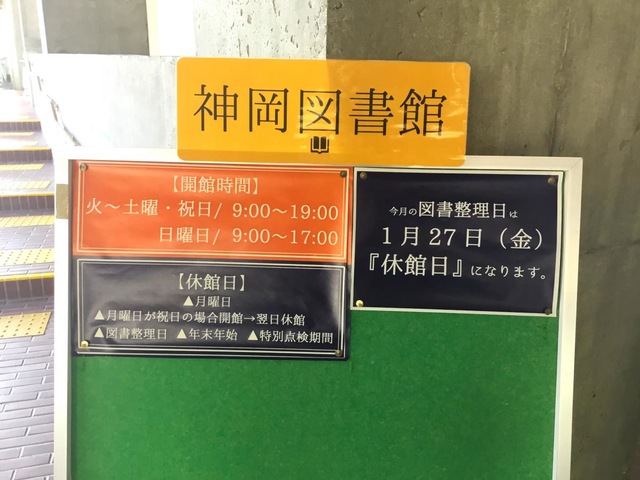 神岡図書館
【開館時間】
火～土曜・祝日/ 9:00～19:00
日曜日/ 9:00～17:00
【休館日】
▲月曜日
▲月曜日が祝日の場合開館→翌日休館
▲図書整理日 ▲年末年始 ▲特別点検期間
今月の図書整理日は
1月27日（金）
『休館日』になります。